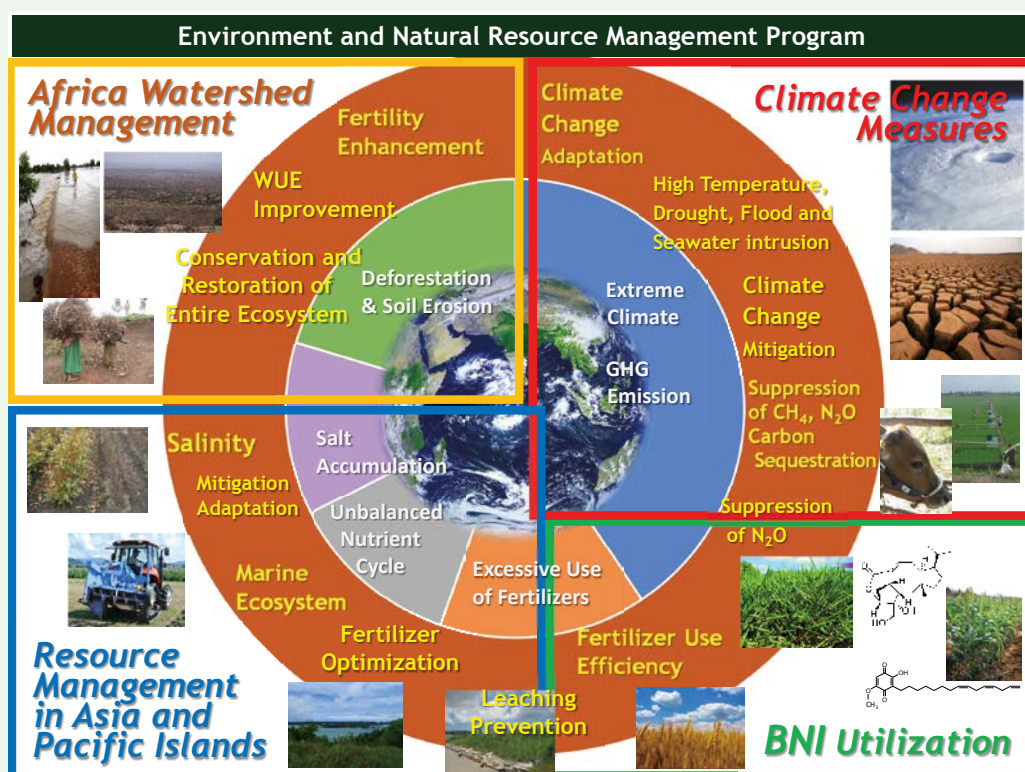 Environment and Natural Resource Management Program
Africa Watershed
Management
Fertility
Enhancement
WUE
Improvement
Conservation and
Restoration of
Entire Ecosystem
Deforestation
& Soil Erosion
Climate Change
Measures
Climate
Change
Adaptation
High Temperature,
Drought, Flood and
Seawater intrusion
Extreme
Climate
GHG
Emission
Climate
Change
Mitigation
Suppression
of CH₄, N₂O
Carbon
Sequestration
Suppression
of N₂O
Salinity
Mitigation
Adaptation
Salt
Accumulation
Unbalanced
Nutrient
Cycle
Marine
Ecosystem
Fertilizer
Optimization
Resource
Management
in Asia and
Pacific Islands
Excessive Use
of Fertilizers
Fertilizer Use
Efficiency
Leaching
Prevention
O
OH
O
CH₃
O
BNI Utilization